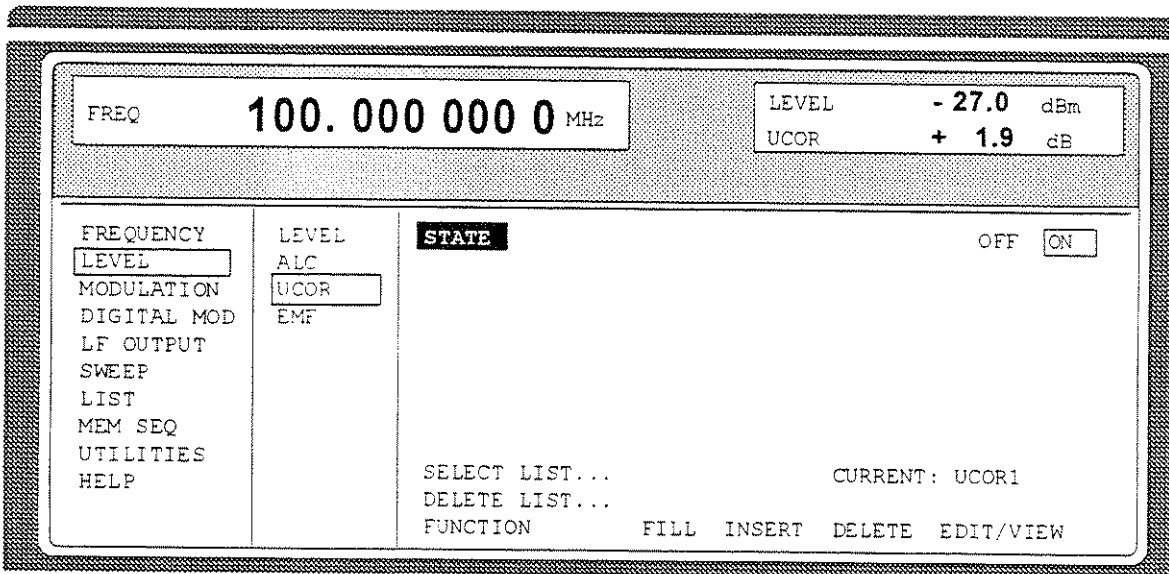 FREQ 100. 000 000 0 MHz
LEVEL - 27.0 dBm
UCOR + 1.9 dB
FREQUENCY
LEVEL
MODULATION
DIGITAL MOD
LF OUTPUT
SWEEP
LIST
MEM SEQ
UTILITIES
HELP
LEVEL
ALC
UCOR
EMF
STATE OFF ON
SELECT LIST... CURRENT: UCOR1
DELETE LIST...
FUNCTION FILL INSERT DELETE EDIT/VIEW